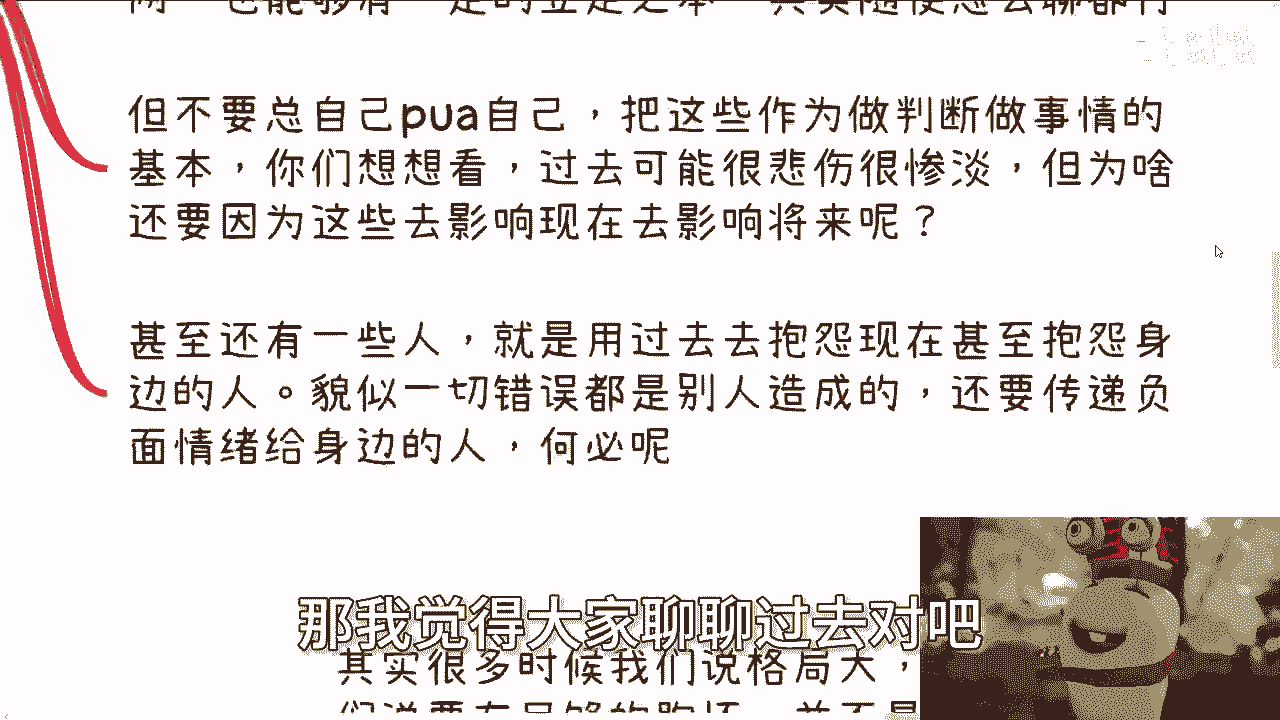 但不要总自己pua自己，把这些作为做判断做事情的
基本，你们想想看，过去可能很悲伤很惨淡，但为啥
还要因为这些去影响现在去影响将来呢？
甚至还有一些人，就是用过去去抱怨现在甚至抱怨身
边的人。貌似一切错误都是别人造成的，还要传递负
面情绪给身边的人，何必呢
那我觉得大家聊聊过去对吧
其实很多时候我们说格局大，